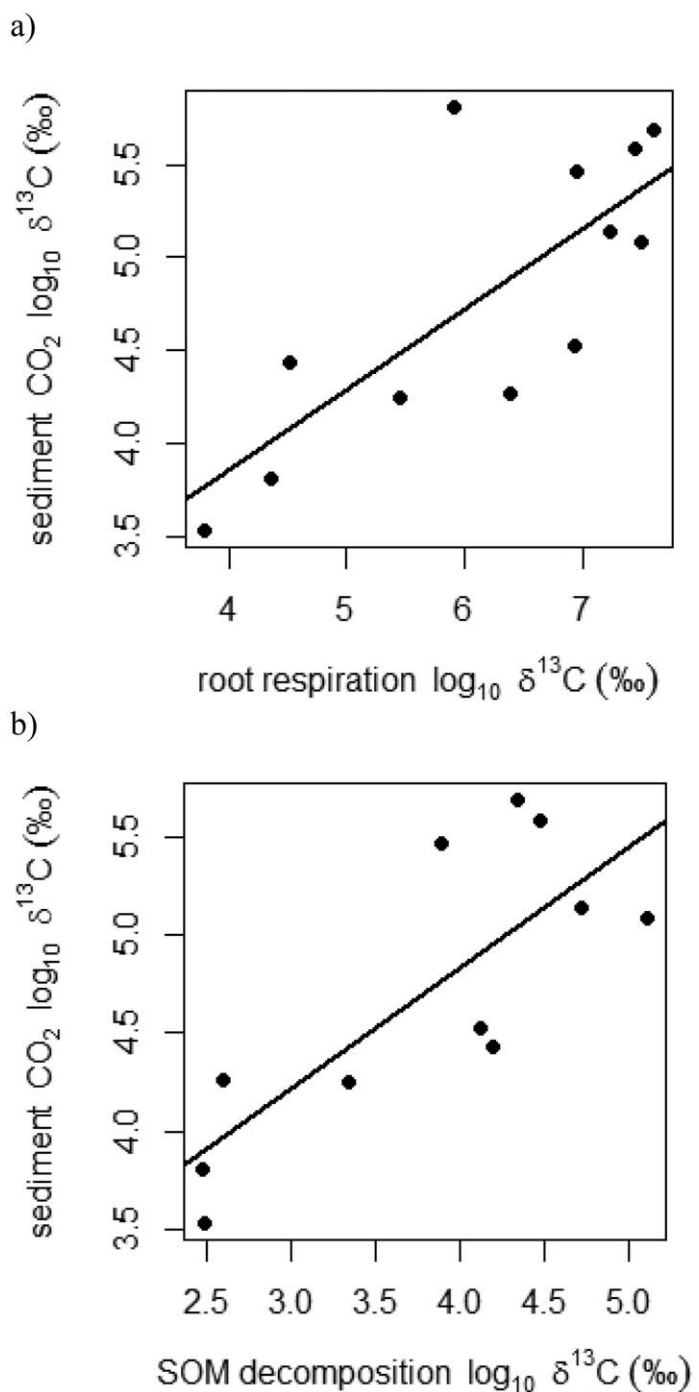 a)
sediment CO₂ log₁₀ δ¹³C (‰)
5.5
5.0
4.5
4.0
3.5
4 5 6 7
root respiration log₁₀ δ¹³C (‰)
b)
sediment CO₂ log₁₀ δ¹³C (‰)
5.5
5.0
4.5
4.0
3.5
2.5 3.0 3.5 4.0 4.5 5.0
SOM decomposition log₁₀ δ¹³C (‰)